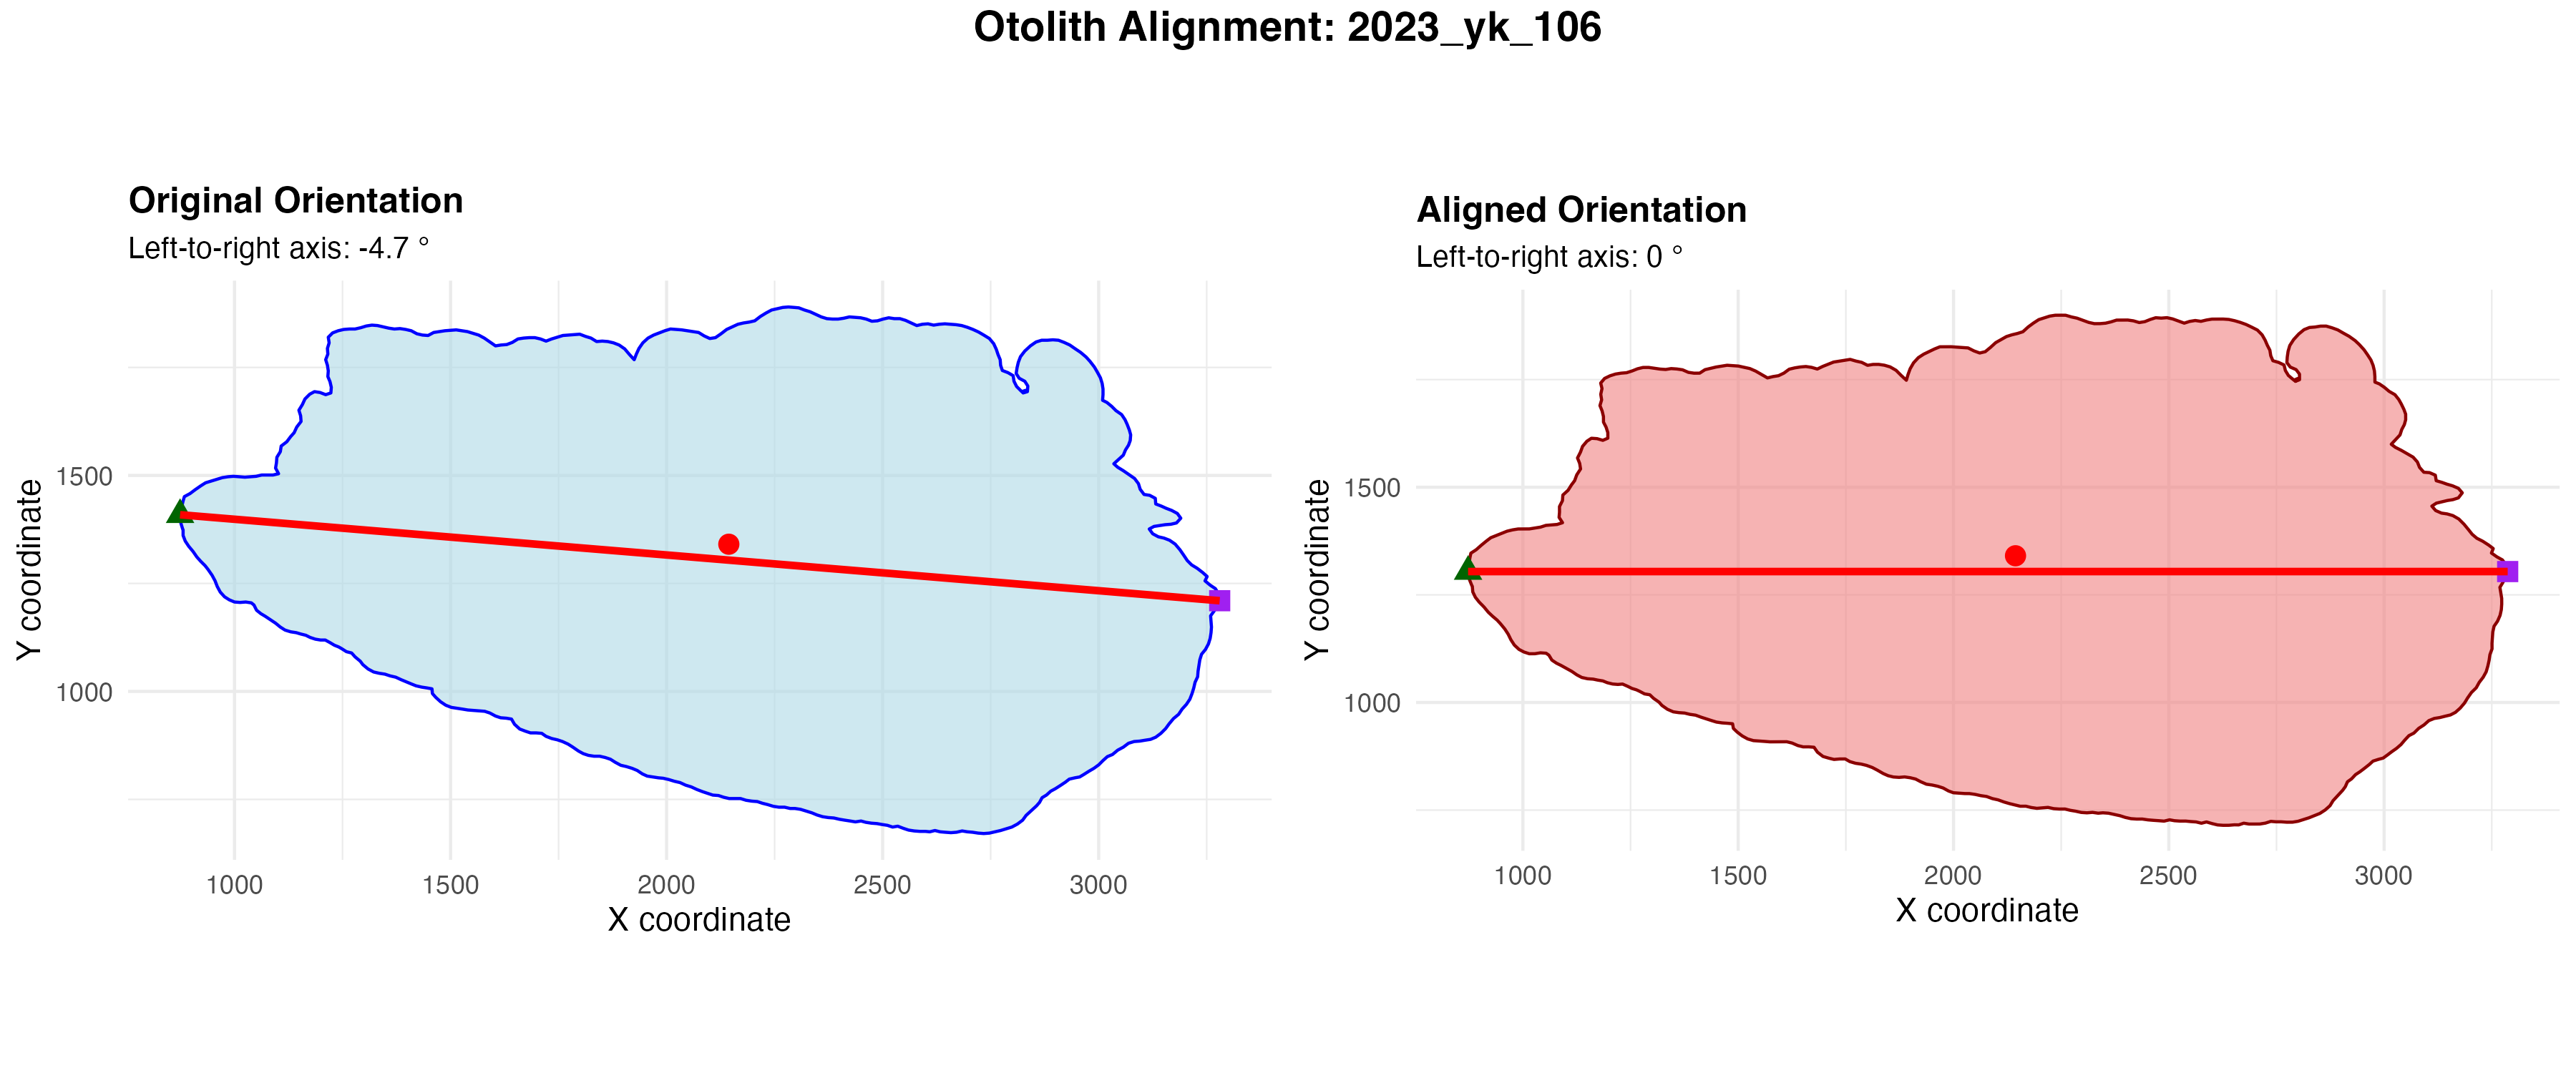 Otolith Alignment: 2023_yk_106
Original Orientation
Left-to-right axis: -4.7 °
Y coordinate
1500
1000
1000 1500 2000 2500 3000
X coordinate
Aligned Orientation
Left-to-right axis: 0 °
Y coordinate
1500
1000
1000 1500 2000 2500 3000
X coordinate